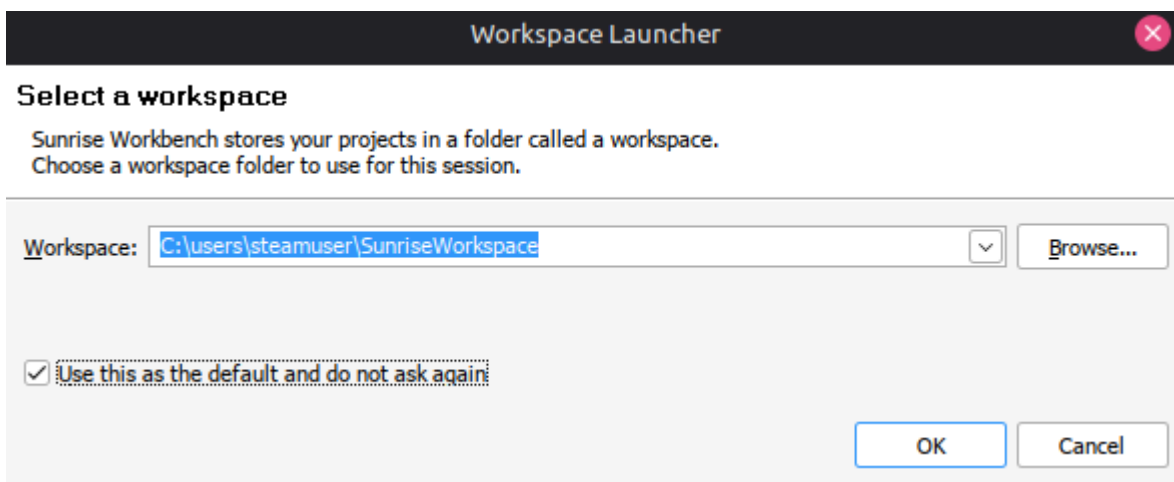 Workspace Launcher
Select a workspace
Sunrise Workbench stores your projects in a folder called a workspace.
Choose a workspace folder to use for this session.
Workspace: C:\users\steamuser\SunriseWorkspace Browse...
Use this as the default and do not ask again
OK Cancel